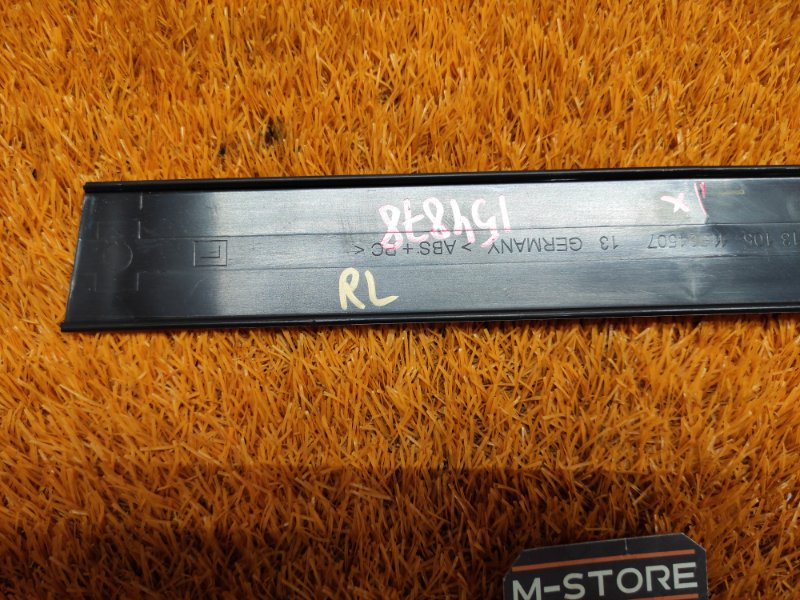 154878
x
GERMANY >ABS+PC<
13
L
RL
M-STORE